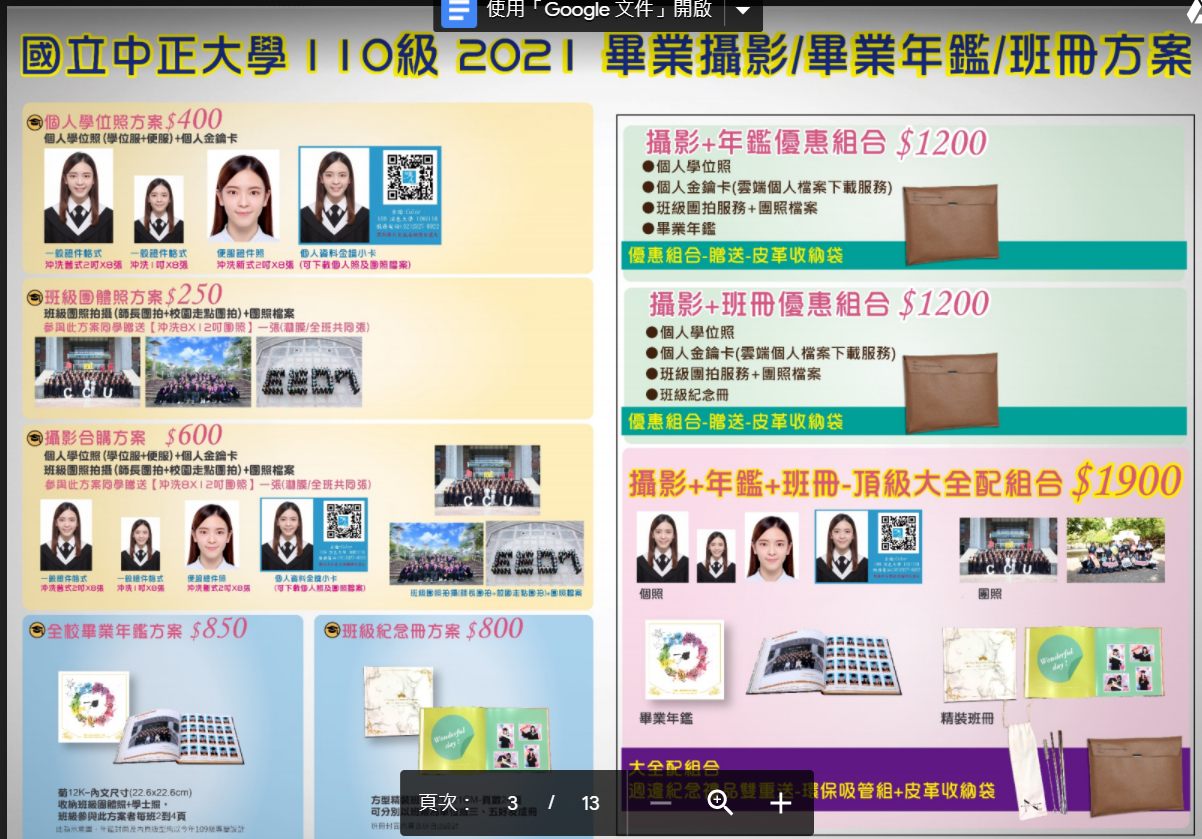 使用「Google 文件」開啟
國立中正大學 110級 2021 畢業攝影/畢業年鑑/班冊方案
個人學位照方案$400
個人學位照(學位服+便服)+個人金鑰卡
一般證件格式
沖洗舊式2吋X8張
一般證件格式
沖洗1吋X8張
便服證件照
沖洗新式2吋X8張
個人資料金鑰小卡
(可下載個人照及團照檔案)
班級團體照方案$250
班級團照拍攝(師長團拍+校園走點團拍)+團照檔案
參與此方案同學贈送【沖洗8X12吋團照】一張(護膜/全班共同張)
CCU
攝影合購方案 $600
個人學位照(學位服+便服)+個人金鑰卡
班級團照拍攝(師長團拍+校園走點團拍)+團照檔案
參與此方案同學贈送【沖洗8X12吋團照】一張(護膜/全班共同張)
一般證件格式
沖洗舊式2吋X8張
一般證件格式
沖洗1吋X8張
便服證件照
沖洗新式2吋X8張
個人資料金鑰小卡
(可下載個人照及團照檔案)
CCU
班級團照拍攝(師長團拍+校園走點團拍)+團照檔案
全校畢業年鑑方案 $850
菊12K-內文尺寸(22.6x22.6cm)
收納班級團體照+學士照，
班級參與此方案者每班2到4頁
班級紀念冊方案 $800
Wonderful
day!
攝影+年鑑優惠組合 $1200
●個人學位照
●個人金鑰卡(雲端個人檔案下載服務)
●班級團拍服務+團照檔案
●畢業年鑑
優惠組合-贈送-皮革收納袋
攝影+班冊優惠組合 $1200
●個人學位照
●個人金鑰卡(雲端個人檔案下載服務)
●班級團拍服務+團照檔案
●班級紀念冊
優惠組合-贈送-皮革收納袋
攝影+年鑑+班冊-頂級大全配組合 $1900
個照
CCU
團照
畢業年鑑
Wonderful
day!
精裝班冊
大全配組合
週邊紀念禮品雙重送-環保吸管組+皮革收納袋
頁次： 3 / 13